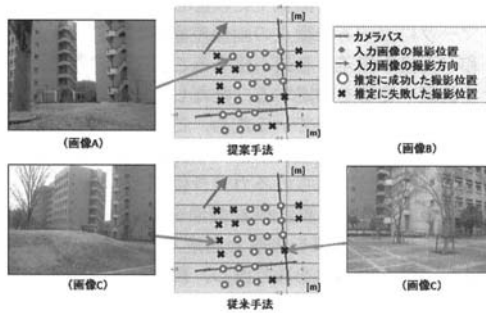 [m]
カメラパス
入力画像の撮影位置
入力画像の撮影方向
推定に成功した撮影位置
推定に失敗した撮影位置
[m]
(画像A)
提案手法
(画像B)
[m]
[m]
(画像C)
従来手法
(画像C)